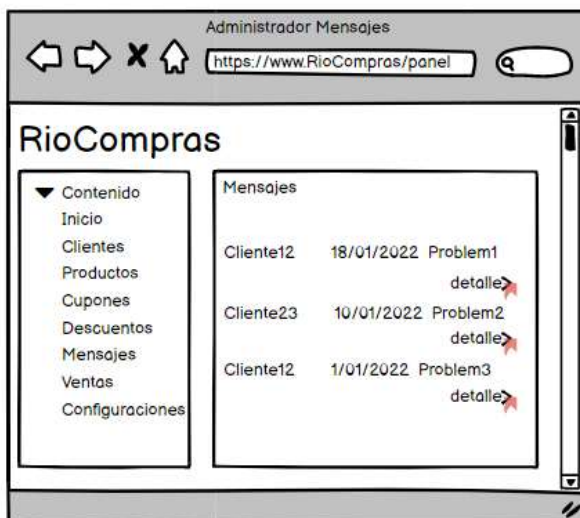 Administrador Mensajes
https://www.RioCompras/panel
RioCompras
Contenido
Inicio
Clientes
Productos
Cupones
Descuentos
Mensajes
Ventas
Configuraciones
Mensajes
Cliente12 18/01/2022 Problem1
detalle
Cliente23 10/01/2022 Problem2
detalle
Cliente12 1/01/2022 Problem3
detalle